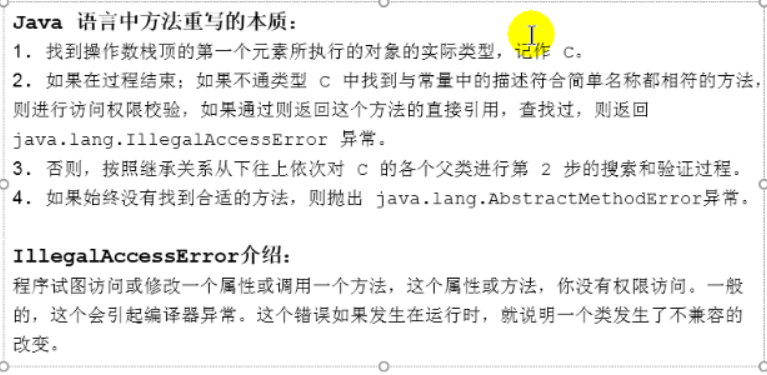 Java 语言中方法重写的本质：
1. 找到操作数栈顶的第一个元素所执行的对象的实际类型，记作 C。
2. 如果在过程结束；如果不通类型 C 中找到与常量中的描述符合简单名称都相符的方法，
则进行访问权限校验，如果通过则返回这个方法的直接引用，查找过，则返回
java.lang.IllegalAccessError 异常。
3. 否则，按照继承关系从下往上依次对 C 的各个父类进行第 2 步的搜索和验证过程。
4. 如果始终没有找到合适的方法，则抛出 java.lang.AbstractMethodError异常。
IllegalAccessError介绍：
程序试图访问或修改一个属性或调用一个方法，这个属性或方法，你没有权限访问。一般
的，这个会引起编译器异常。这个错误如果发生在运行时，就说明一个类发生了不兼容的
改变。